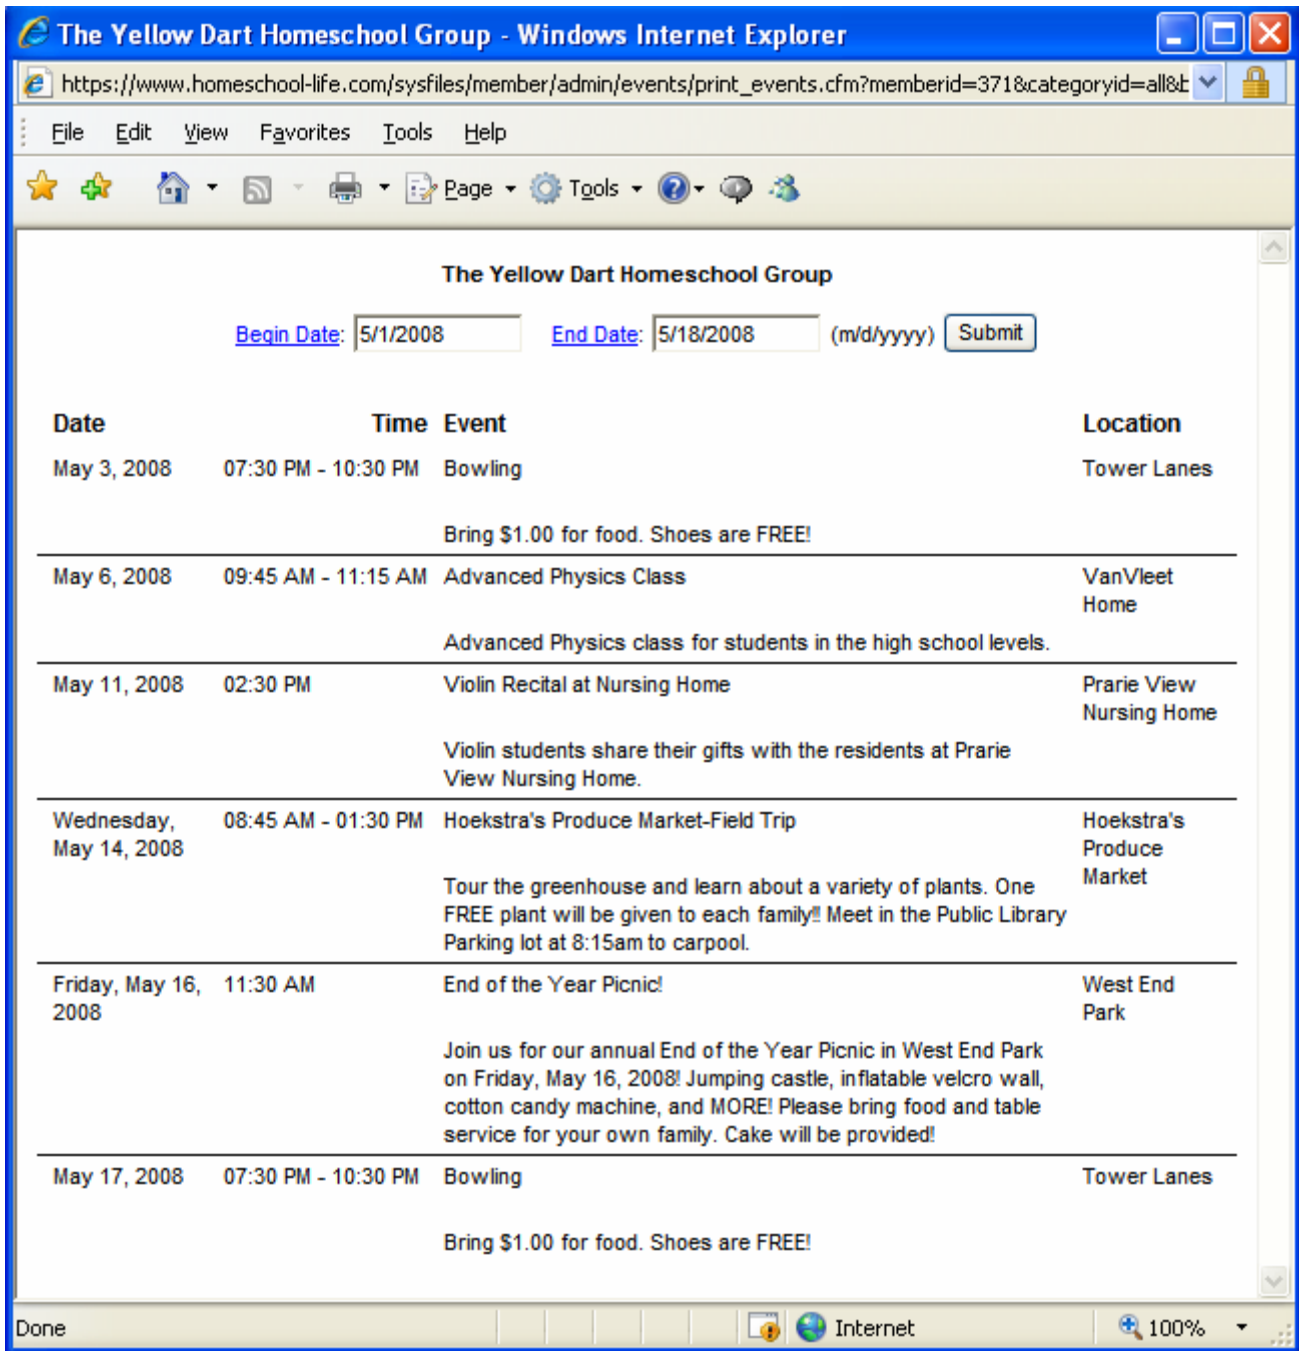 The Yellow Dart Homeschool Group - Windows Internet Explorer
https://www.homeschool-life.com/sysfiles/member/admin/events/print_events.cfm?memberid=371&categoryid=all&b
File Edit View Favorites Tools Help
Page Tools
The Yellow Dart Homeschool Group
Begin Date: 5/1/2008 End Date: 5/18/2008 (m/d/yyyy) Submit
Date Time Event Location
May 3, 2008 07:30 PM - 10:30 PM Bowling Tower Lanes
Bring $1.00 for food. Shoes are FREE!
May 6, 2008 09:45 AM - 11:15 AM Advanced Physics Class VanVleet
Home
Advanced Physics class for students in the high school levels.
May 11, 2008 02:30 PM Violin Recital at Nursing Home Prarie View
Nursing Home
Violin students share their gifts with the residents at Prarie
View Nursing Home.
Wednesday, 08:45 AM - 01:30 PM Hoekstra's Produce Market-Field Trip Hoekstra's
May 14, 2008 Produce
Market
Tour the greenhouse and learn about a variety of plants. One
FREE plant will be given to each family!! Meet in the Public Library
Parking lot at 8:15am to carpool.
Friday, May 16, 11:30 AM End of the Year Picnic! West End
2008 Park
Join us for our annual End of the Year Picnic in West End Park
on Friday, May 16, 2008! Jumping castle, inflatable velcro wall,
cotton candy machine, and MORE! Please bring food and table
service for your own family. Cake will be provided!
May 17, 2008 07:30 PM - 10:30 PM Bowling Tower Lanes
Bring $1.00 for food. Shoes are FREE!
Done Internet 100%